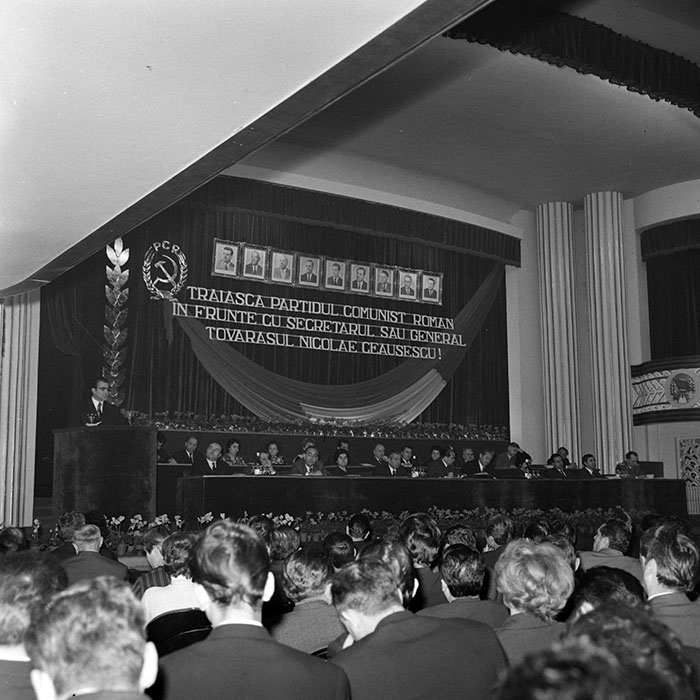 PCR
TRAIASCA PARTIDUL COMUNIST ROMAN
IN FRUNTE CU SECRETARUL SAU GENERAL
TOVARASUL NICOLAE CEAUSESCU!